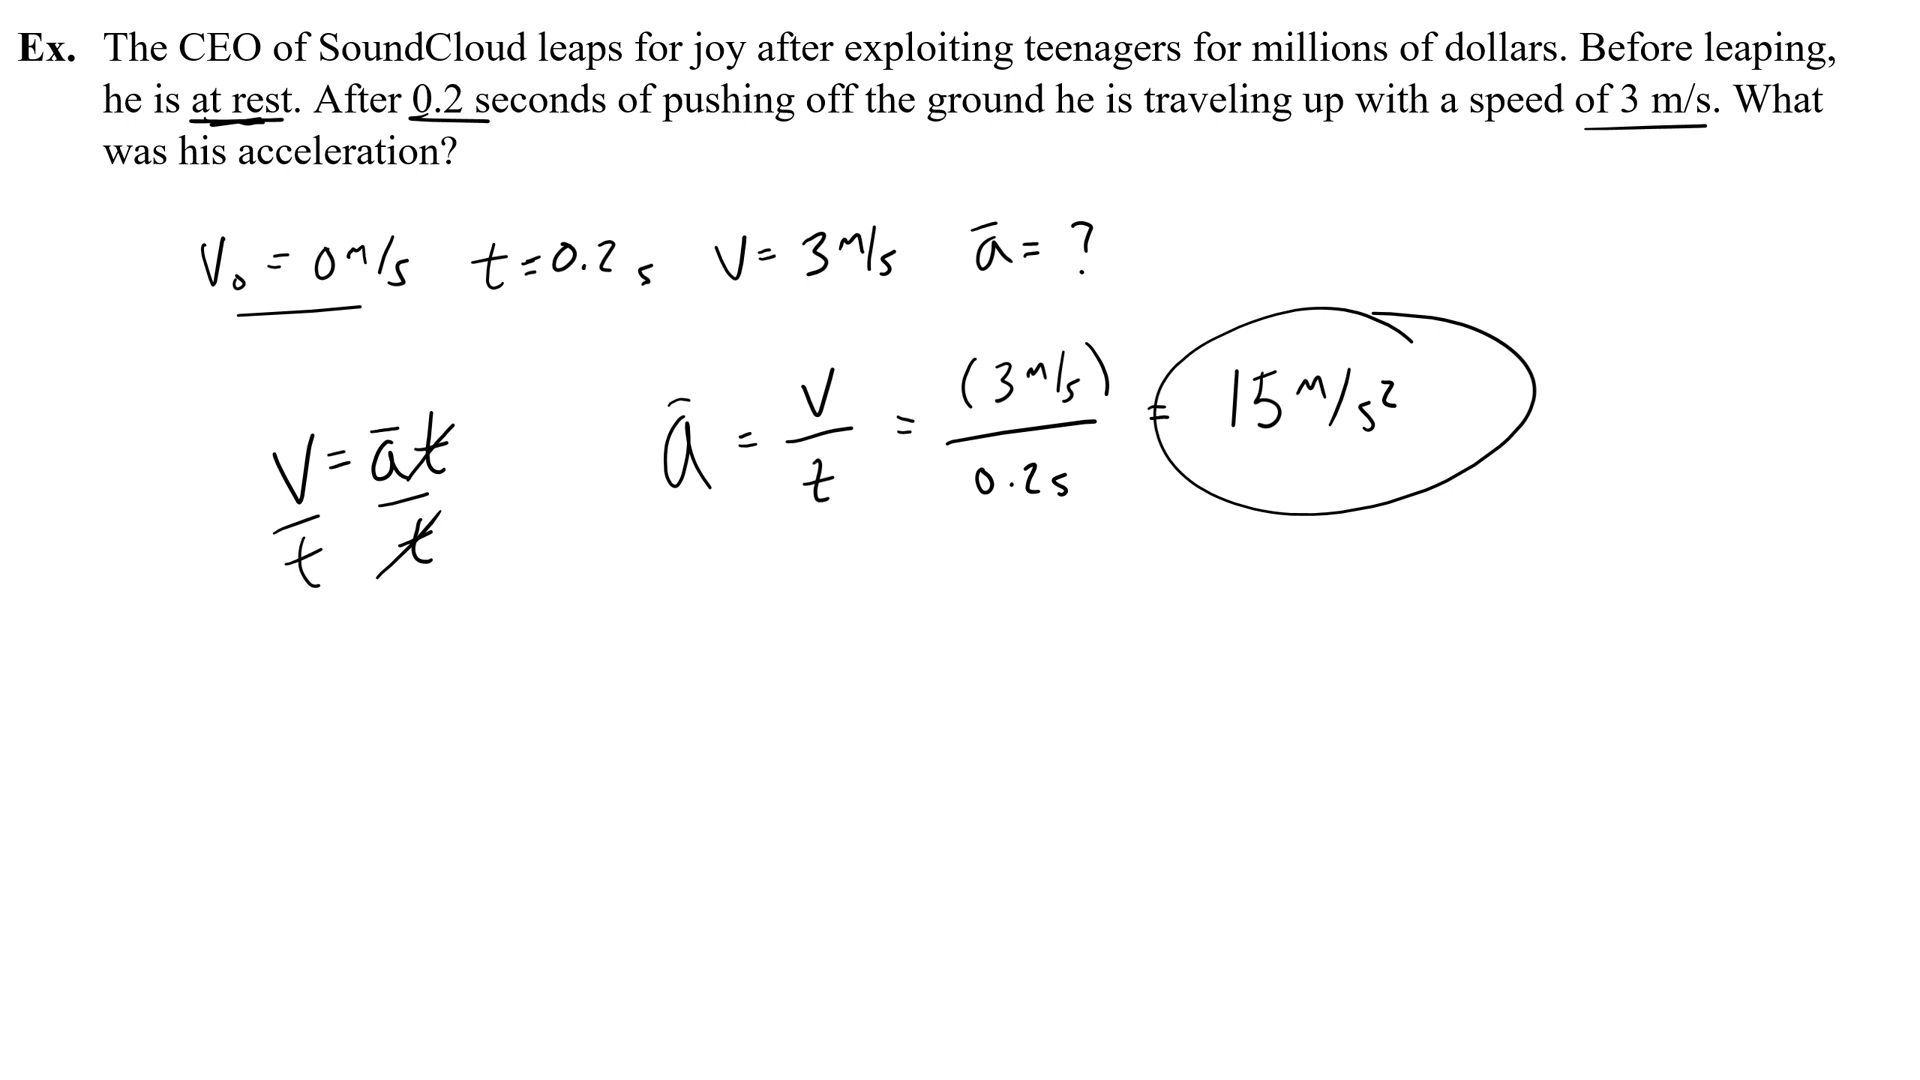 Ex. The CEO of SoundCloud leaps for joy after exploiting teenagers for millions of dollars. Before leaping,
he is at rest. After 0.2 seconds of pushing off the ground he is traveling up with a speed of 3 m/s. What
was his acceleration?
V₀ = 0 m/s t = 0.2 s V = 3 m/s ā = ?
V/t = āt/t
ā = V/t = (3 m/s)/0.2 s = 15 m/s²